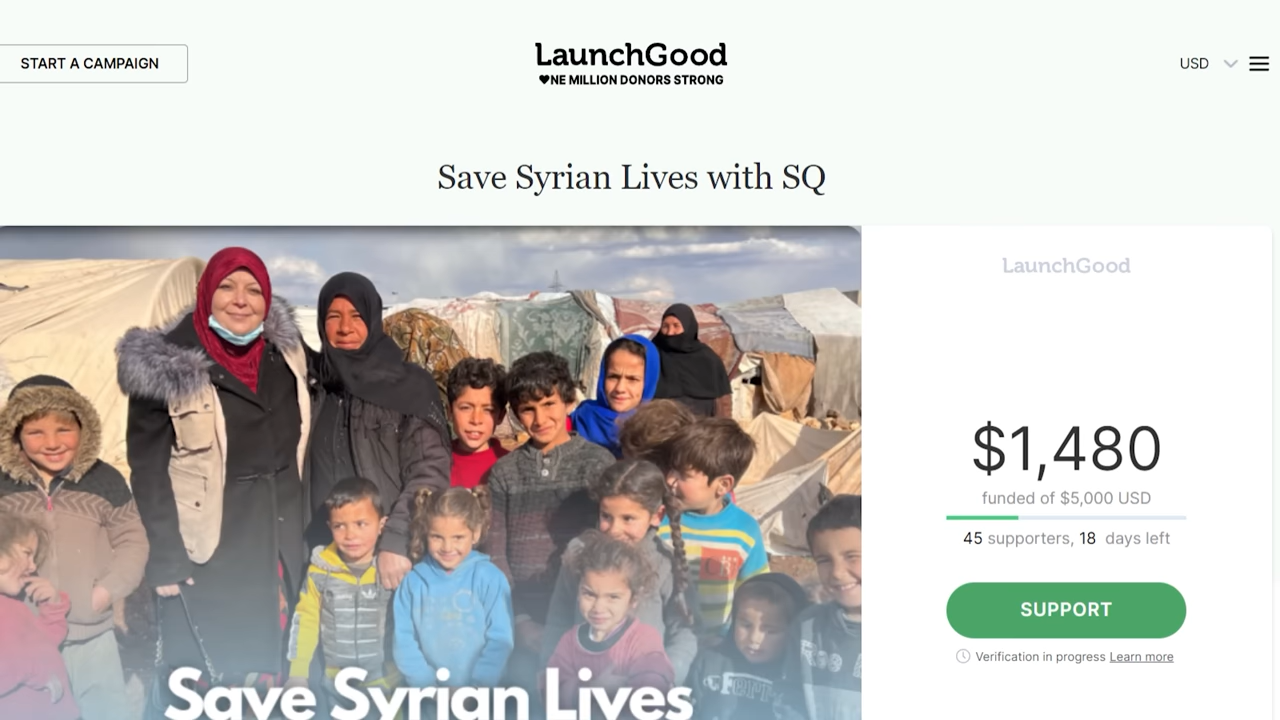 START A CAMPAIGN
LaunchGood
♥NE MILLION DONORS STRONG
USD
Save Syrian Lives with SQ
LaunchGood
$1,480
funded of $5,000 USD
45 supporters, 18 days left
SUPPORT
Verification in progress Learn more
Save Syrian Lives